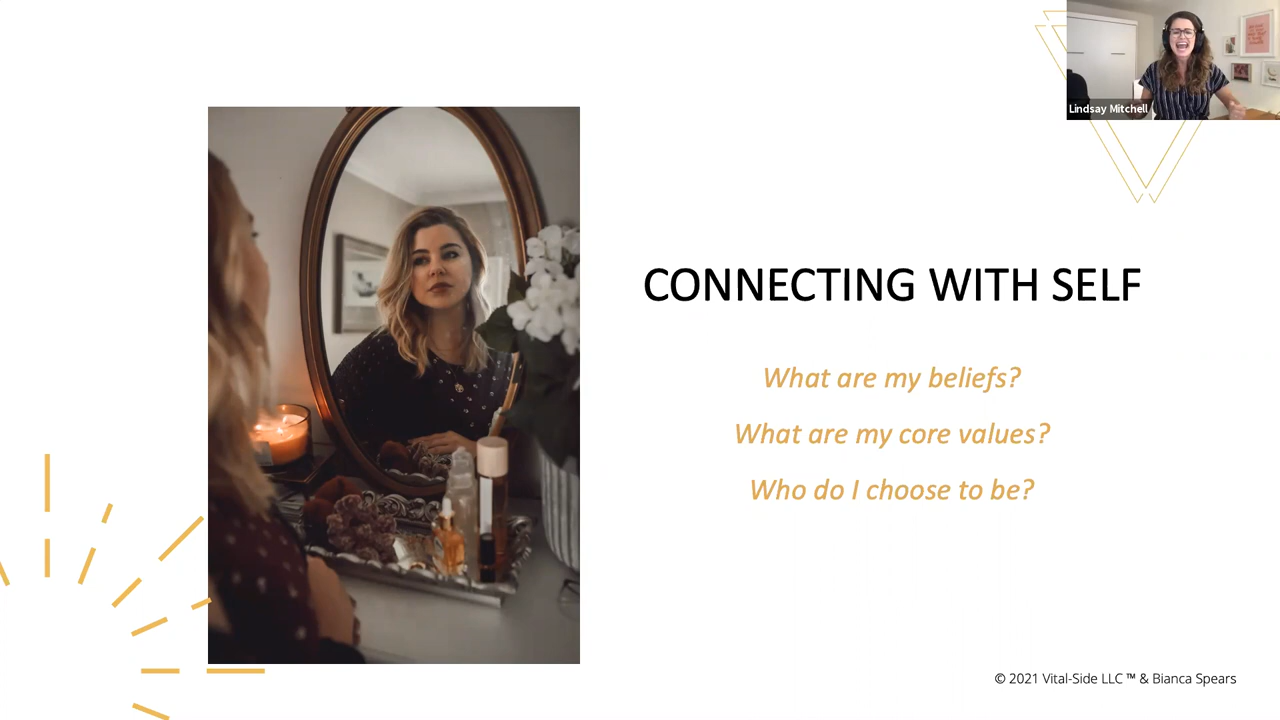 Lindsay Mitchell
CONNECTING WITH SELF
What are my beliefs?
What are my core values?
Who do I choose to be?
© 2021 Vital-Side LLC ™ & Bianca Spears